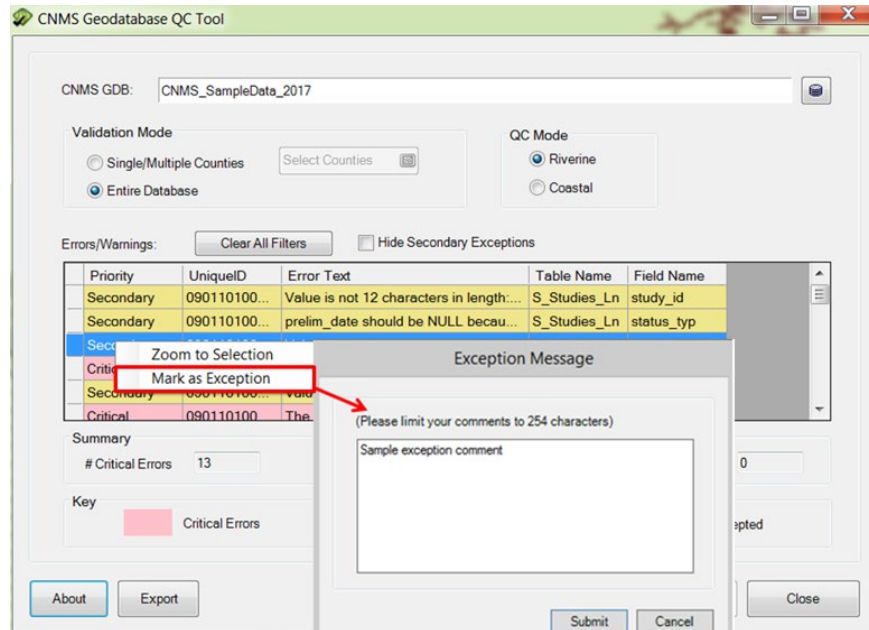 CNMS Geodatabase QC Tool
CNMS GDB: CNMS_SampleData_2017
Validation Mode
QC Mode
Single/Multiple Counties Select Counties
Riverine
Entire Database
Coastal
Errors/Warnings: Clear All Filters Hide Secondary Exceptions
Priority UniqueID Error Text Table Name Field Name
Secondary 090110100... Value is not 12 characters in length:... S_Studies_Ln study_id
Secondary 090110100... prelim_date should be NULL becau... S_Studies_Ln status_typ
Zoom to Selection
Exception Message
Mark as Exception
Critical 090110100 The
(Please limit your comments to 254 characters)
Summary
Sample exception comment
# Critical Errors 13 0
Key
Critical Errors
About Export Close
Submit Cancel